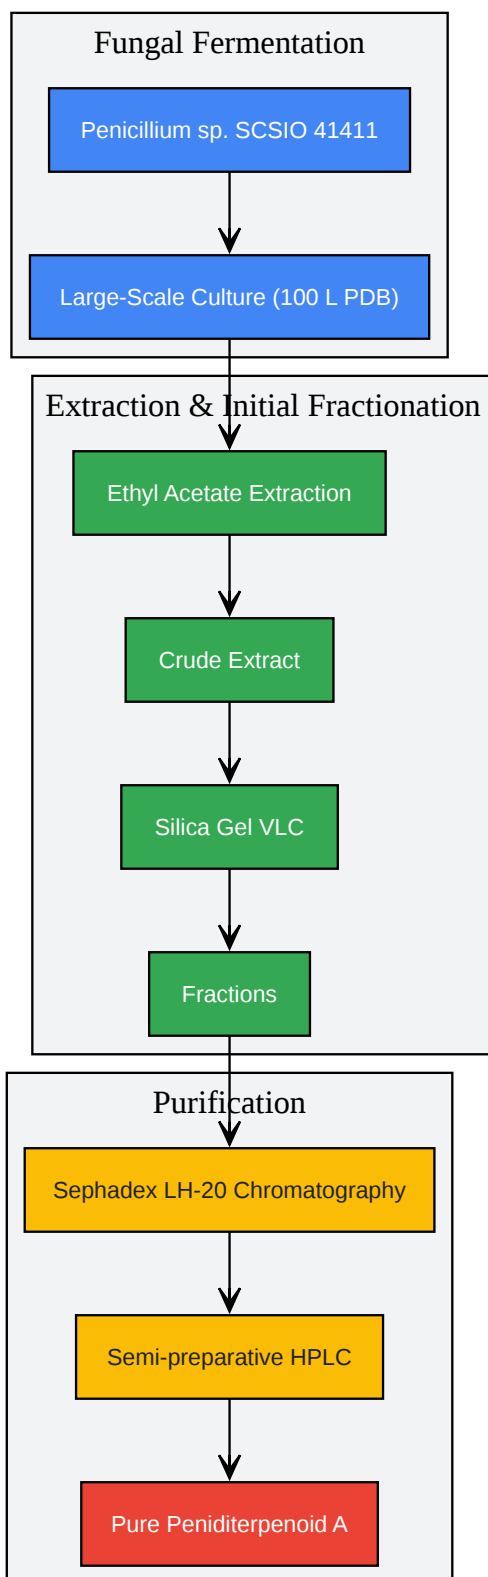 Fungal Fermentation
Penicillium sp. SCSIO 41411
Large-Scale Culture (100 L PDB)
Extraction & Initial Fractionation
Ethyl Acetate Extraction
Crude Extract
Silica Gel VLC
Fractions
Purification
Sephadex LH-20 Chromatography
Semi-preparative HPLC
Pure Peniditerpenoid A